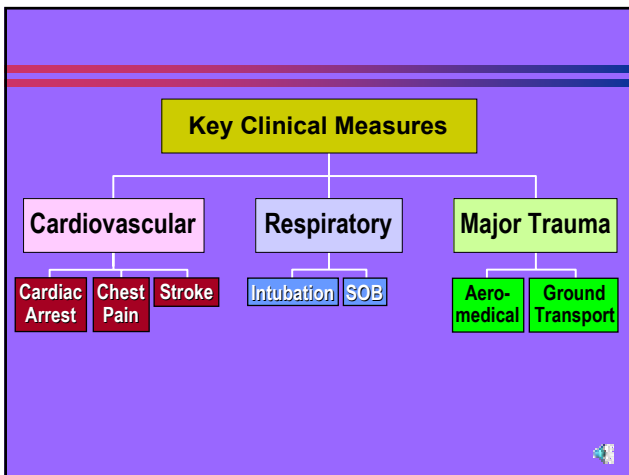 Key Clinical Measures
Cardiovascular
Respiratory
Major Trauma
Cardiac
Arrest
Chest
Pain
Stroke
Intubation
SOB
Aero-
medical
Ground
Transport